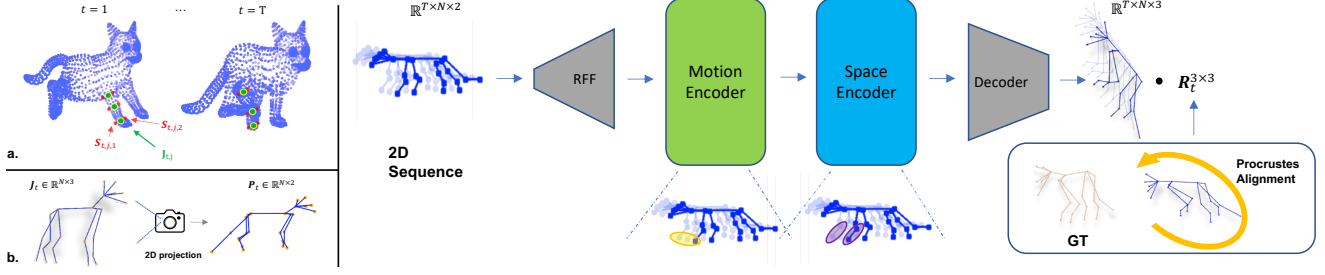 t = 1
...
t = T
S_{t,j,2}
S_{t,j,1}
J_{t,j}
a.
J_t ∈ ℝ^{N×3}
P_t ∈ ℝ^{N×2}
2D projection
b.
ℝ^{T×N×2}
2D
Sequence
RFF
Motion
Encoder
Space
Encoder
Decoder
ℝ^{T×N×3}
• R_t^{3×3}
Procrustes
Alignment
GT